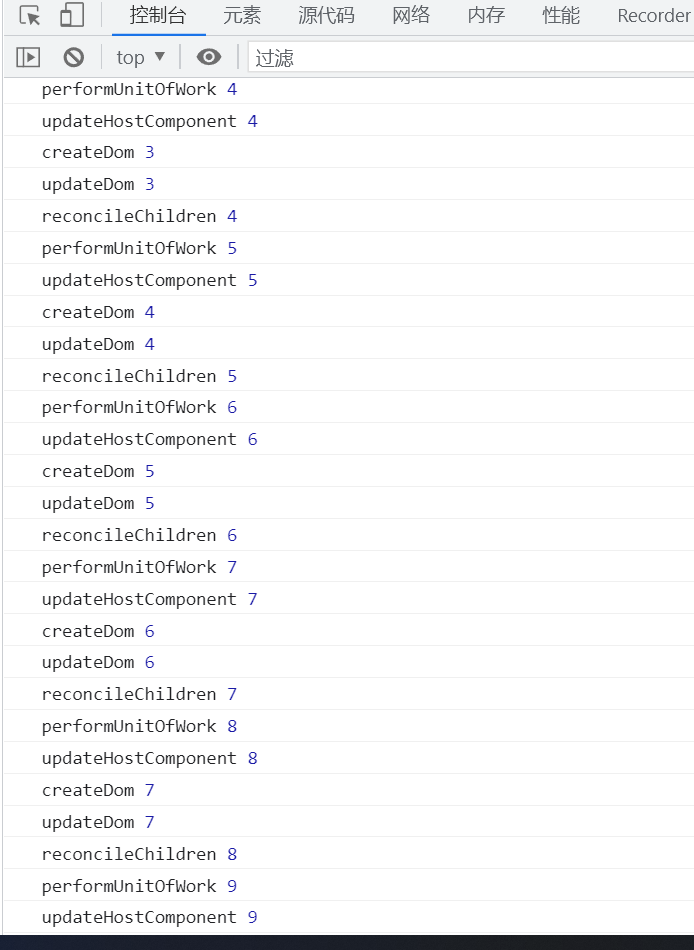 控制台 元素 源代码 网络 内存 性能 Recorder
top ▼ 过滤
performUnitOfWork 4
updateHostComponent 4
createDom 3
updateDom 3
reconcileChildren 4
performUnitOfWork 5
updateHostComponent 5
createDom 4
updateDom 4
reconcileChildren 5
performUnitOfWork 6
updateHostComponent 6
createDom 5
updateDom 5
reconcileChildren 6
performUnitOfWork 7
updateHostComponent 7
createDom 6
updateDom 6
reconcileChildren 7
performUnitOfWork 8
updateHostComponent 8
createDom 7
updateDom 7
reconcileChildren 8
performUnitOfWork 9
updateHostComponent 9